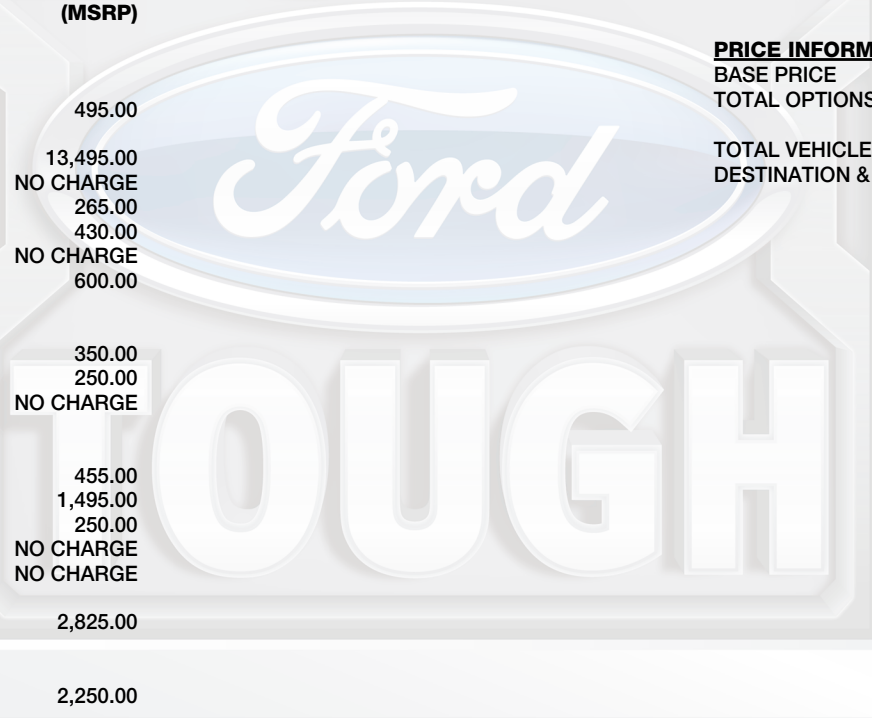 (MSRP)
495.00
13,495.00
NO CHARGE
265.00
430.00
NO CHARGE
600.00
350.00
250.00
NO CHARGE
455.00
1,495.00
250.00
NO CHARGE
NO CHARGE
2,825.00
2,250.00
PRICE INFORM
BASE PRICE
TOTAL OPTIONS
TOTAL VEHICLE
DESTINATION &
Ford
TOUGH